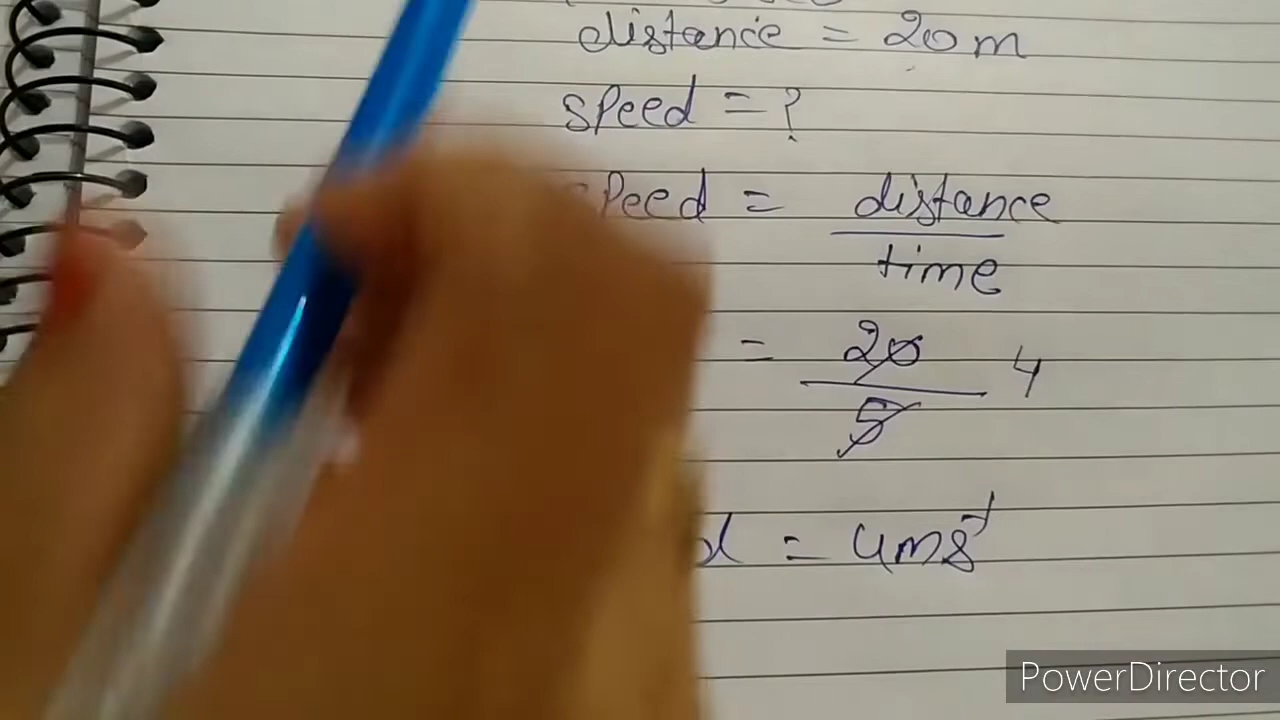 distance = 20m
speed = ?
speed = distance
time
= 20 4
5
d = 4ms⁻¹
PowerDirector